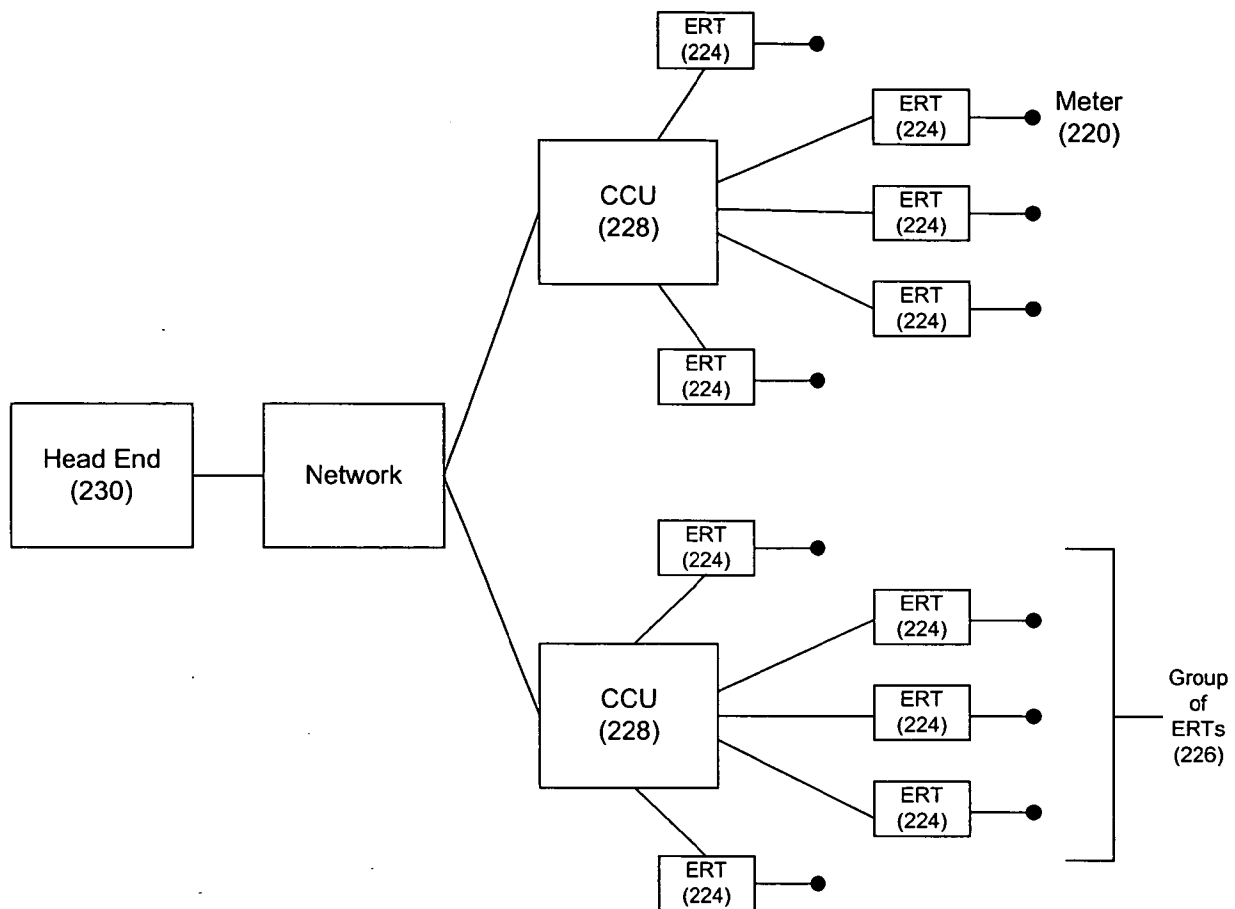 ERT
(224)
ERT
(224)
Meter
(220)
CCU
(228)
ERT
(224)
ERT
(224)
ERT
(224)
Head End
(230)
Network
ERT
(224)
ERT
(224)
CCU
(228)
ERT
(224)
Group
of
ERTs
(226)
ERT
(224)
ERT
(224)